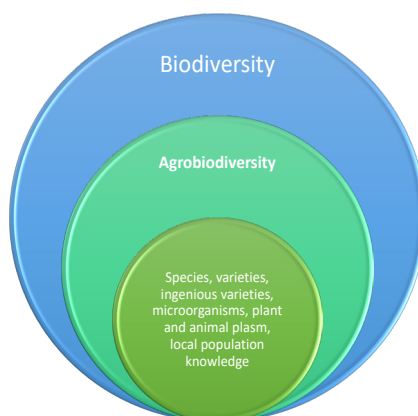 Biodiversity
Agrobiodiversity
Species, varieties,
ingenious varieties,
microorganisms, plant
and animal plasm,
local population
knowledge